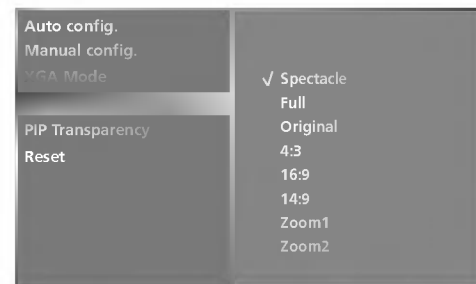 Auto config.
Manual config.
XGA Mode
PIP Transparency
Reset
√ Spectacle
Full
Original
4:3
16:9
14:9
Zoom1
Zoom2